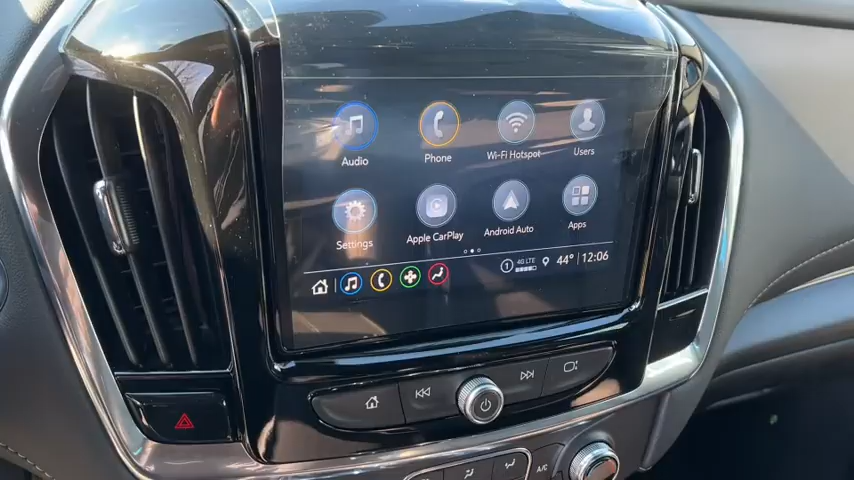 Audio Phone Wi-Fi Hotspot Users
Settings Apple CarPlay Android Auto Apps
1 4G LTE 44° 12:06
A/C